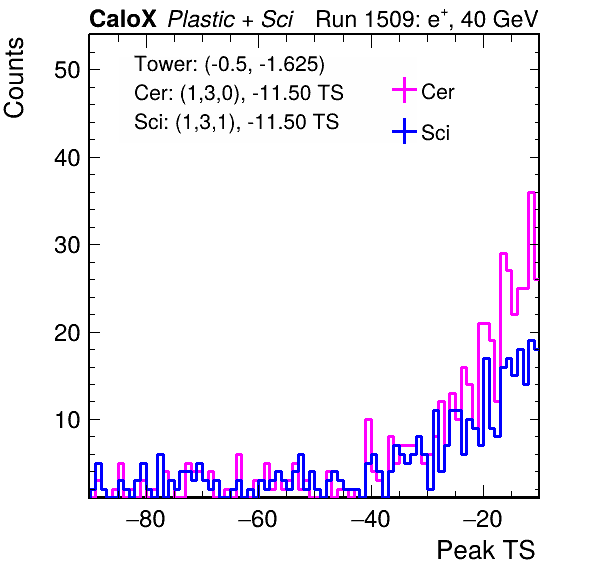 CaloX Plastic + Sci Run 1509: e+, 40 GeV
Counts
Tower: (-0.5, -1.625)
Cer: (1,3,0), -11.50 TS
Sci: (1,3,1), -11.50 TS
Cer
Sci
50
40
30
20
10
−80 −60 −40 −20
Peak TS